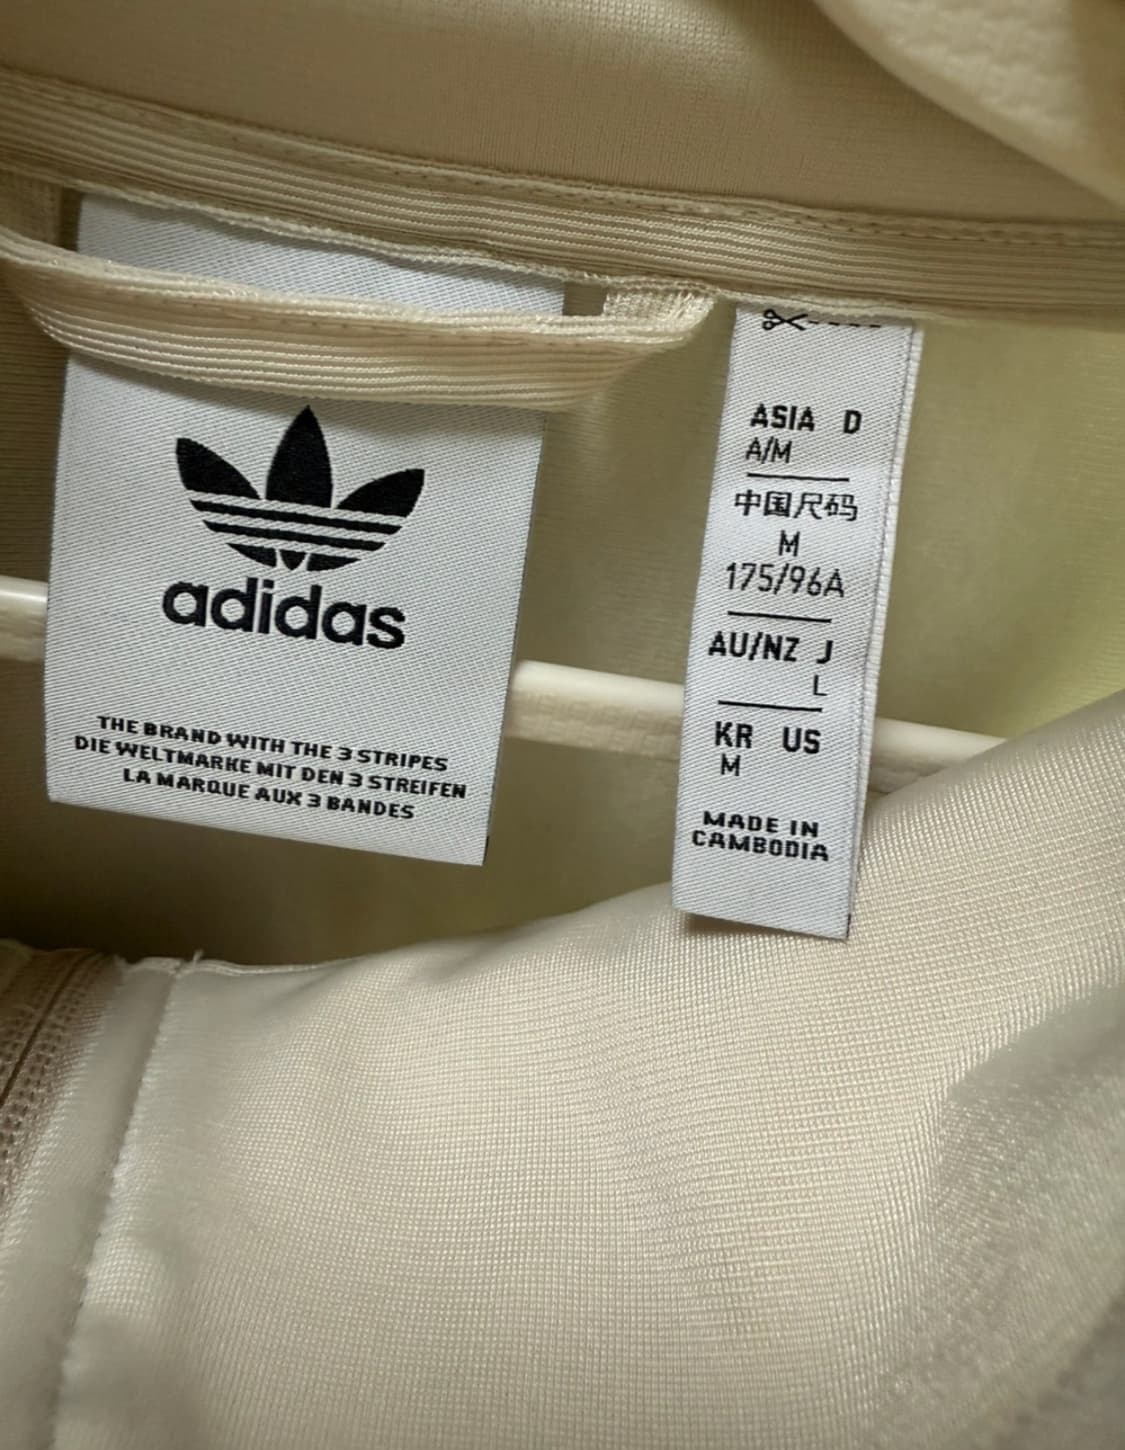 adidas
THE BRAND WITH THE 3 STRIPES
DIE WELTMARKE MIT DEN 3 STREIFEN
LA MARQUE AUX 3 BANDES
ASIA D
A/M
中国尺码
M
175/96A
AU/NZ J
L
KR US
M
MADE IN
CAMBODIA